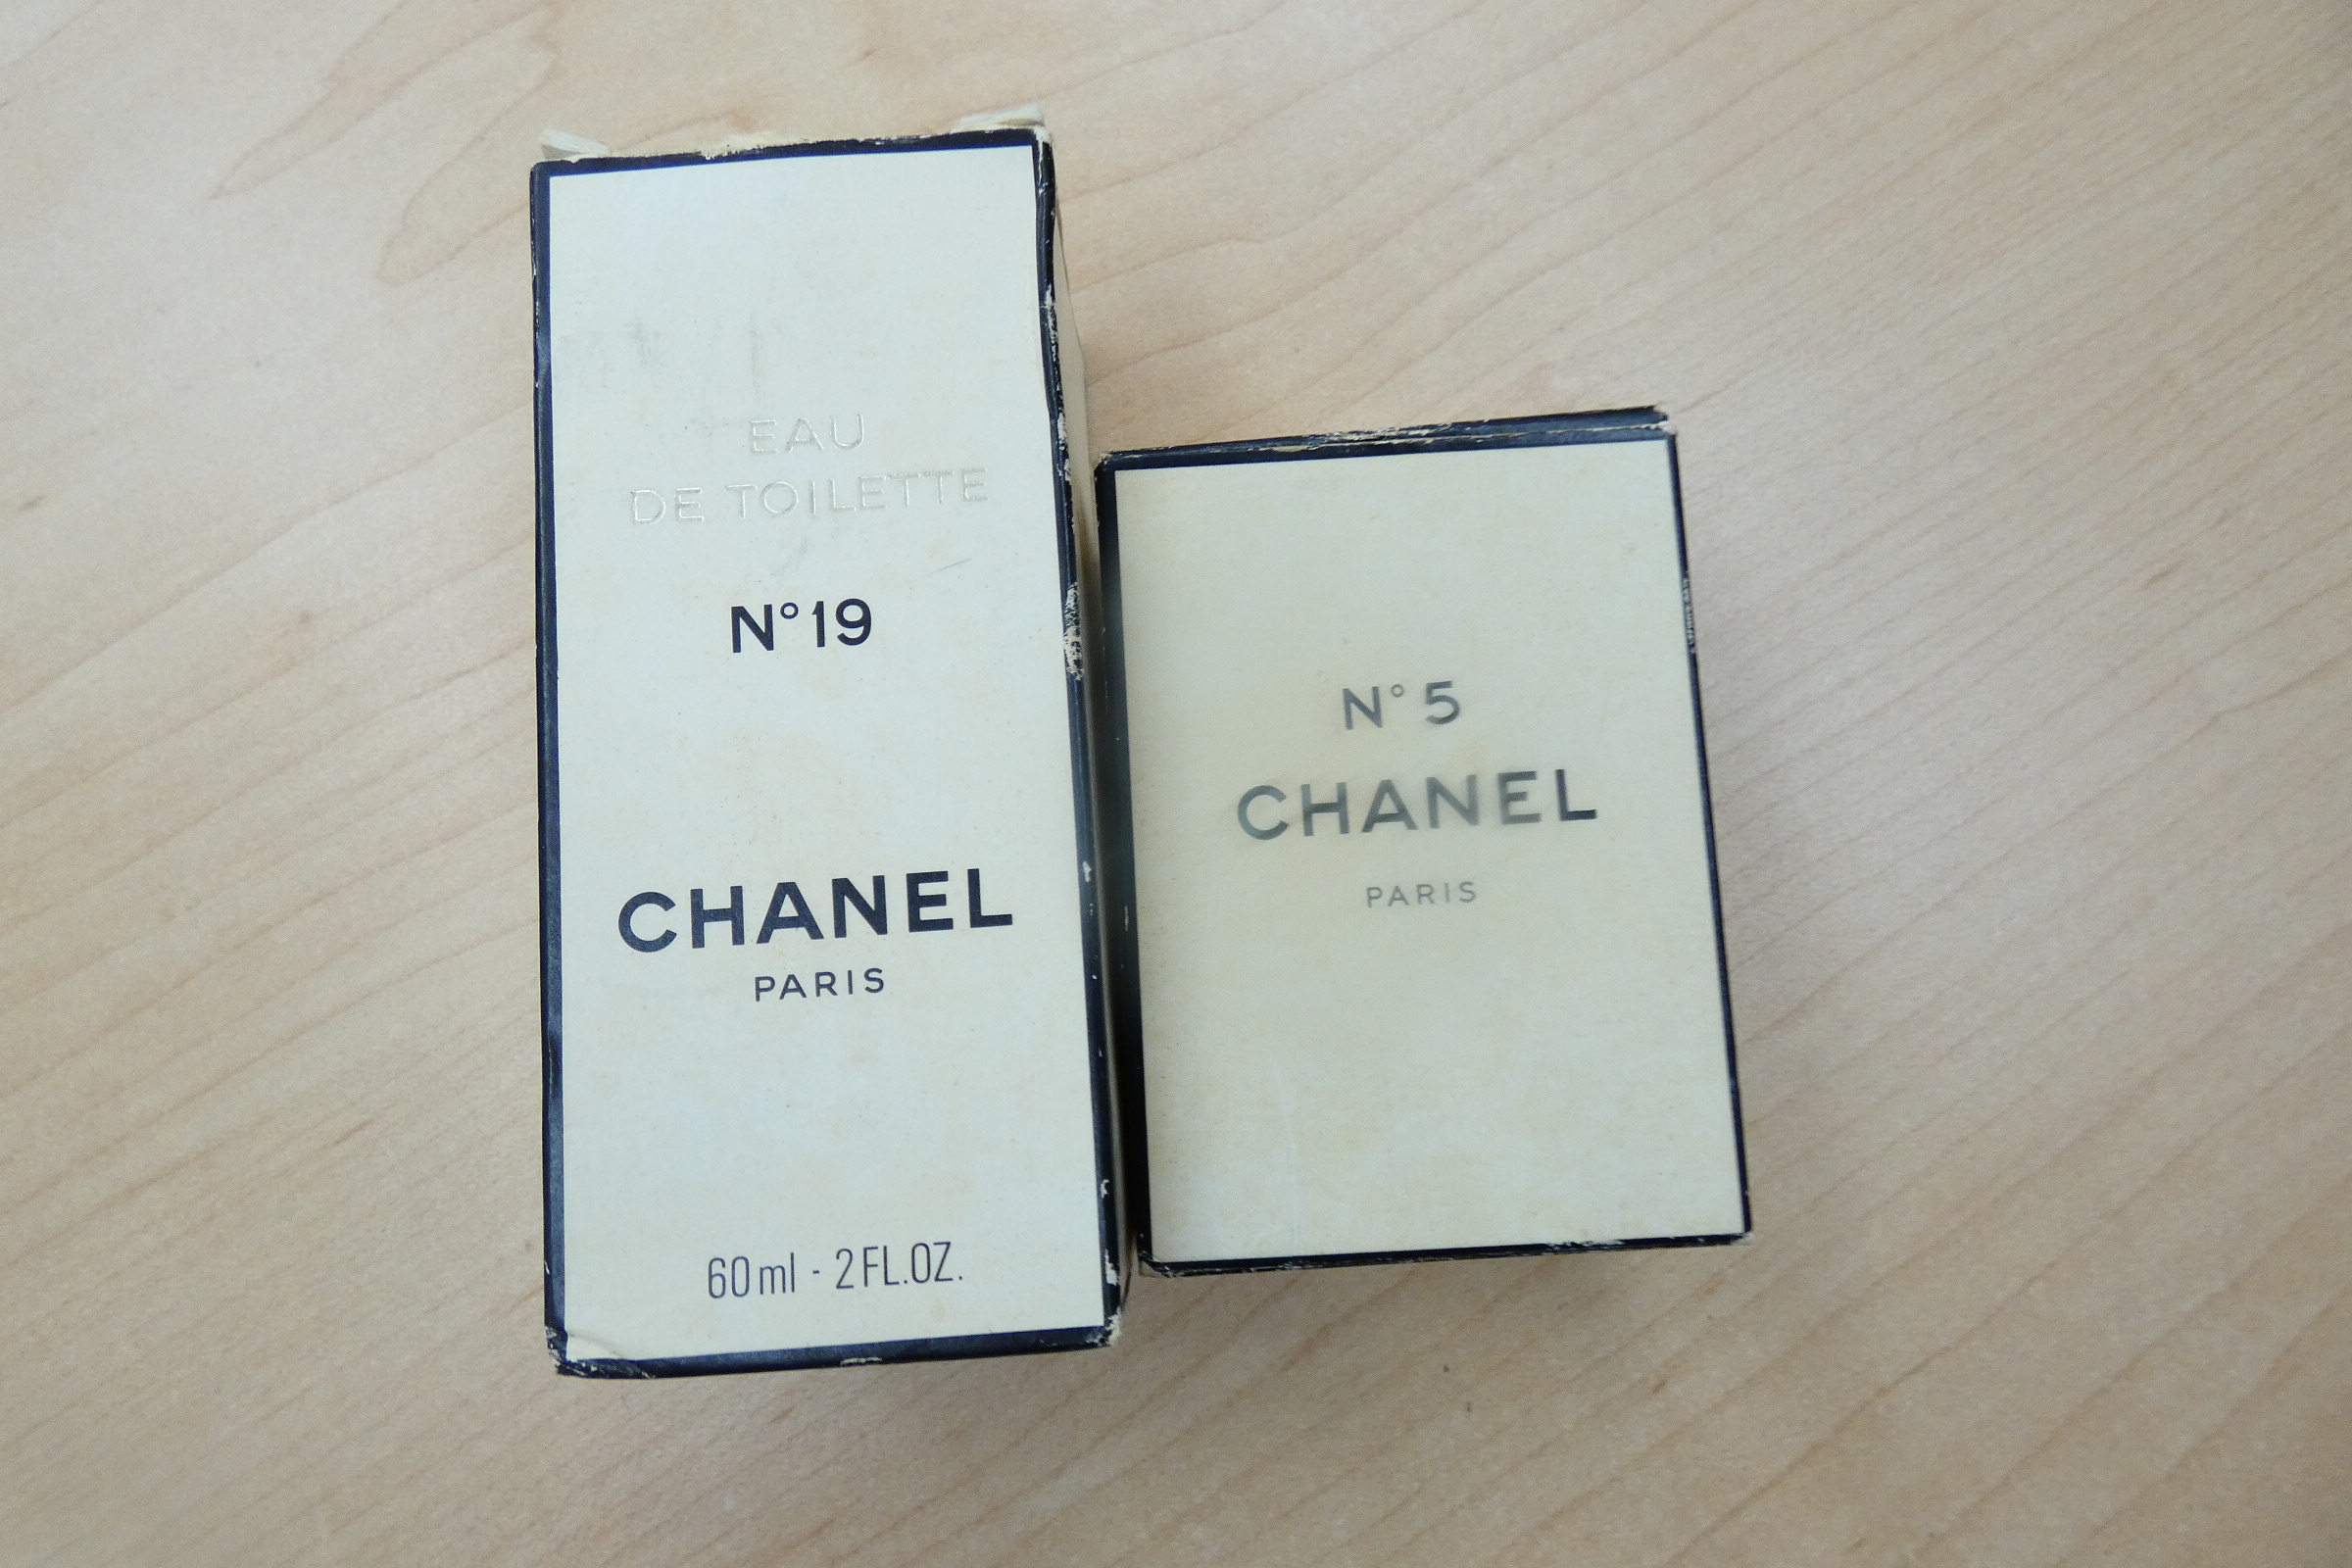 EAU
DE TOILETTE
N°19
CHANEL
PARIS
60ml - 2FL.OZ.
N°5
CHANEL
PARIS